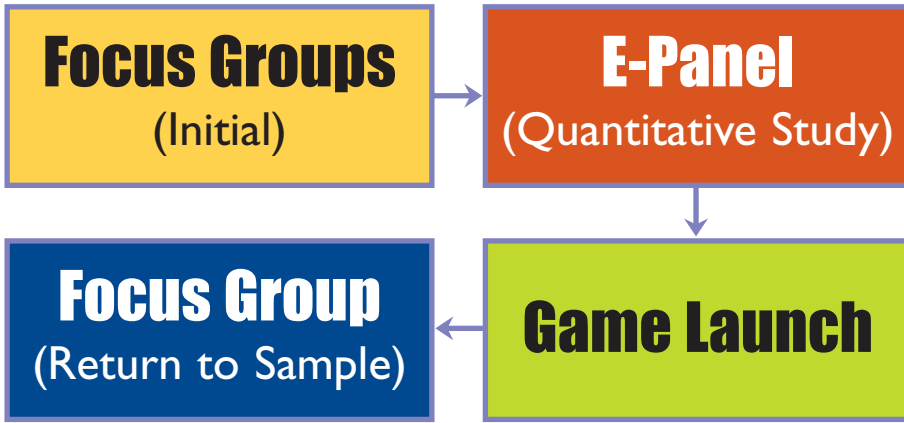 Focus Groups
(Initial)
E-Panel
(Quantitative Study)
Game Launch
Focus Group
(Return to Sample)